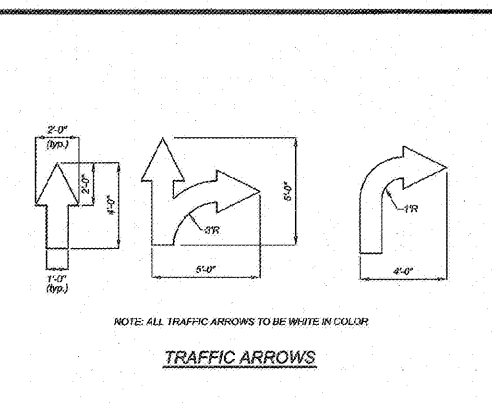 2'-0"
(typ.)
2'-0"
4'-0"
1'-0"
(typ.)
3'R
5'-0"
5'-0"
1'R
4'-0"
NOTE: ALL TRAFFIC ARROWS TO BE WHITE IN COLOR
TRAFFIC ARROWS